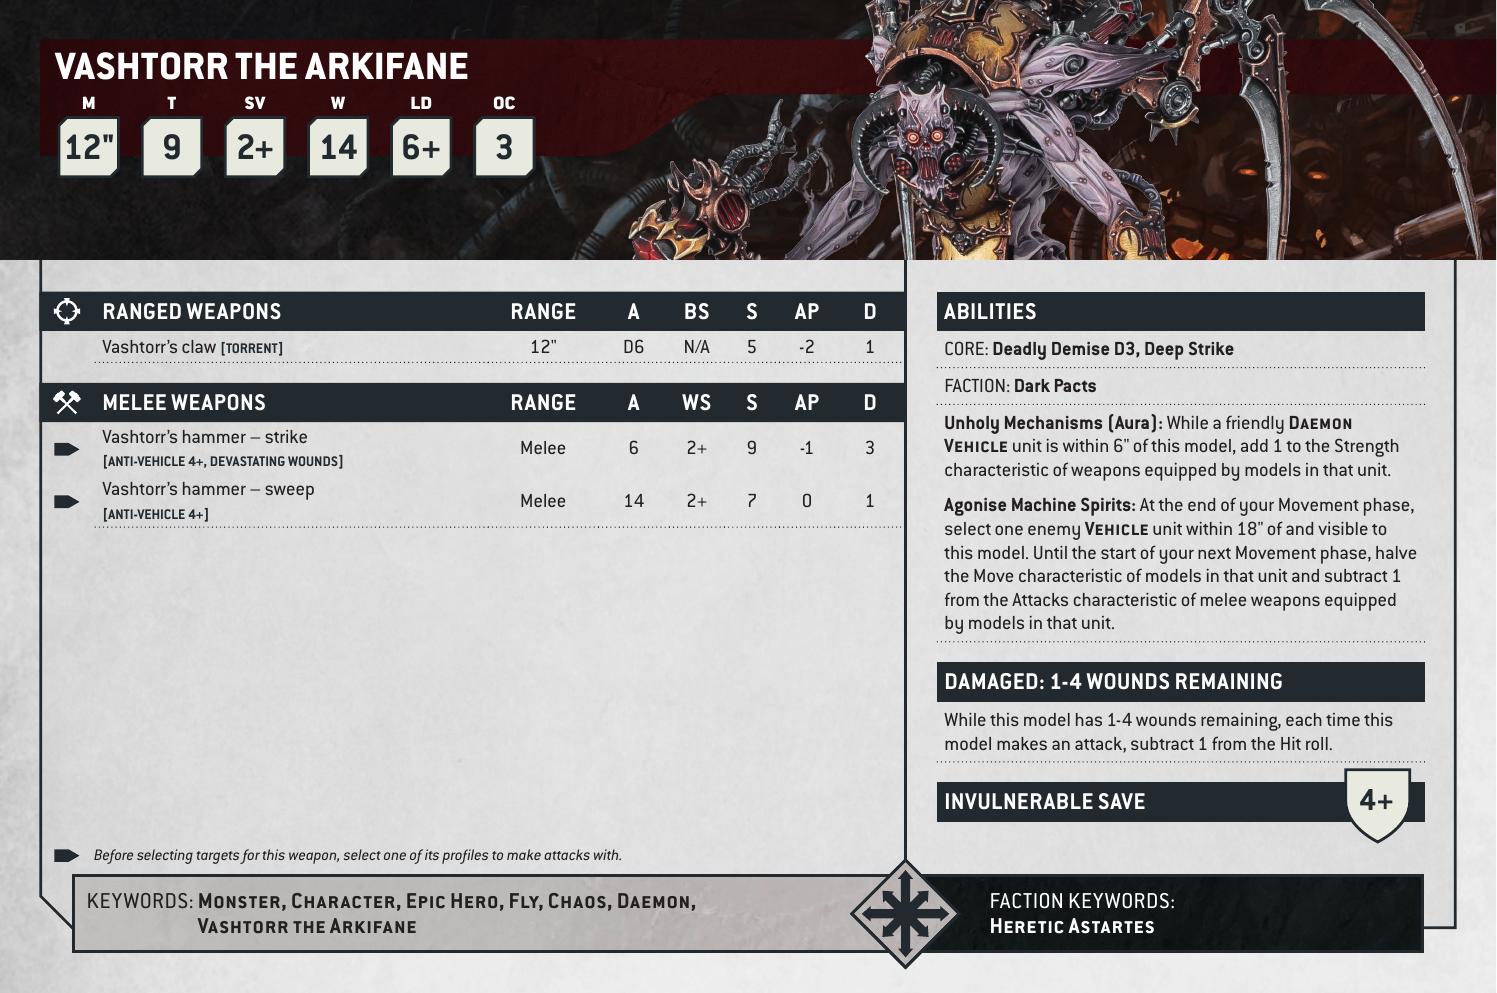 VASHTORR THE ARKIFANE
M T SV W LD OC
12" 9 2+ 14 6+ 3
RANGED WEAPONS RANGE A BS S AP D
Vashtorr's claw [TORRENT] 12" D6 N/A 5 -2 1
MELEE WEAPONS RANGE A WS S AP D
Vashtorr's hammer – strike
[ANTI-VEHICLE 4+, DEVASTATING WOUNDS] Melee 6 2+ 9 -1 3
Vashtorr's hammer – sweep
[ANTI-VEHICLE 4+] Melee 14 2+ 7 0 1
Before selecting targets for this weapon, select one of its profiles to make attacks with.
ABILITIES
CORE: Deadly Demise D3, Deep Strike
FACTION: Dark Pacts
Unholy Mechanisms (Aura): While a friendly DAEMON
VEHICLE unit is within 6" of this model, add 1 to the Strength
characteristic of weapons equipped by models in that unit.
Agonise Machine Spirits: At the end of your Movement phase,
select one enemy VEHICLE unit within 18" of and visible to
this model. Until the start of your next Movement phase, halve
the Move characteristic of models in that unit and subtract 1
from the Attacks characteristic of melee weapons equipped
by models in that unit.
DAMAGED: 1-4 WOUNDS REMAINING
While this model has 1-4 wounds remaining, each time this
model makes an attack, subtract 1 from the Hit roll.
INVULNERABLE SAVE 4+
KEYWORDS: MONSTER, CHARACTER, EPIC HERO, FLY, CHAOS, DAEMON,
VASHTORR THE ARKIFANE
FACTION KEYWORDS:
HERETIC ASTARTES